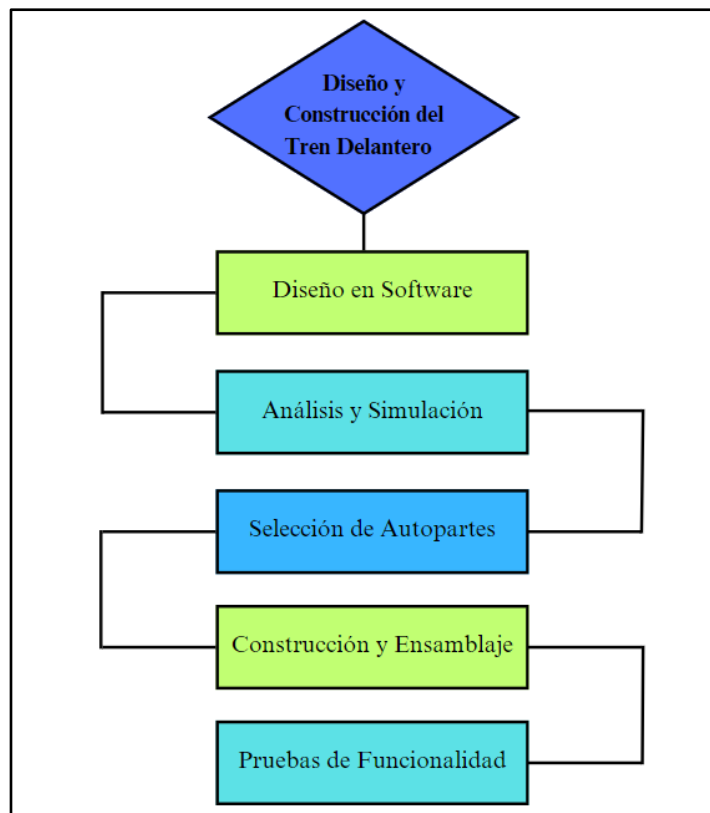 Diseño y
Construcción del
Tren Delantero
Diseño en Software
Análisis y Simulación
Selección de Autopartes
Construcción y Ensamblaje
Pruebas de Funcionalidad